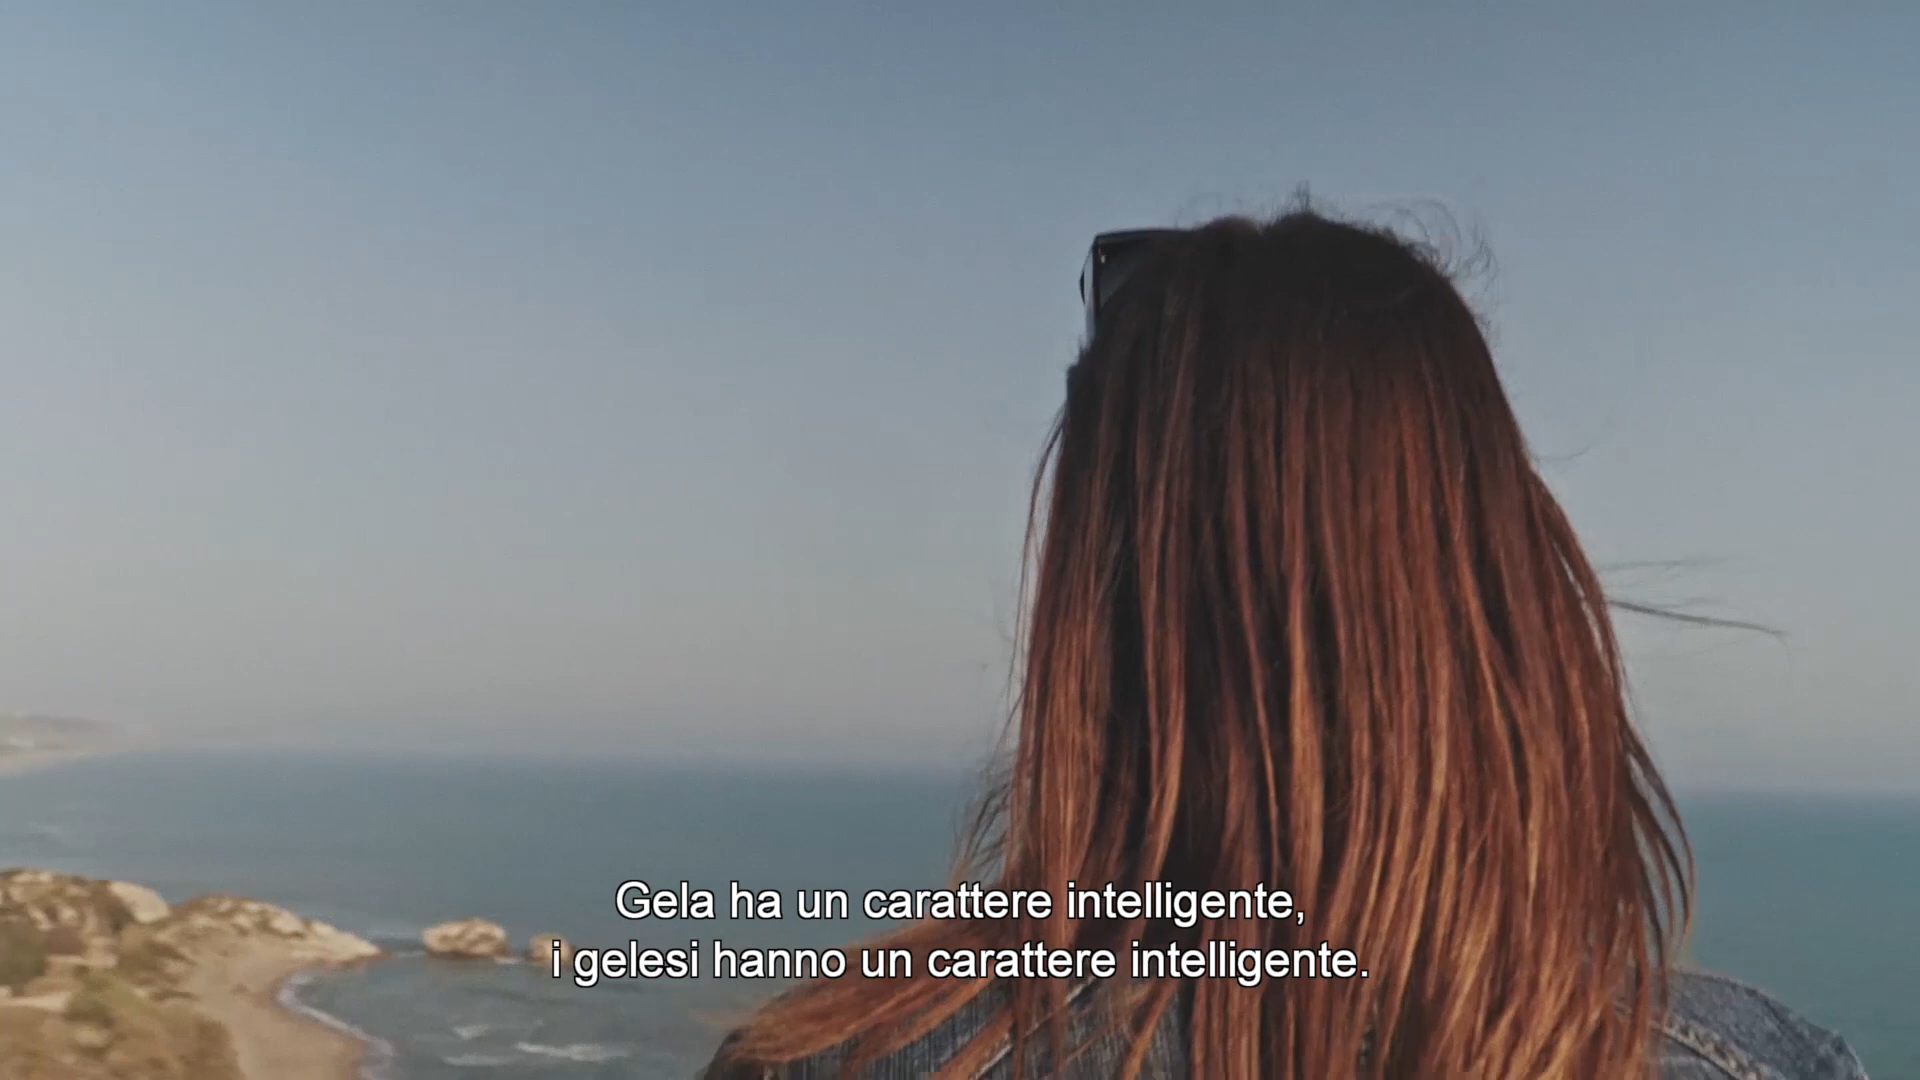 Gela ha un carattere intelligente,
i gelesi hanno un carattere intelligente.